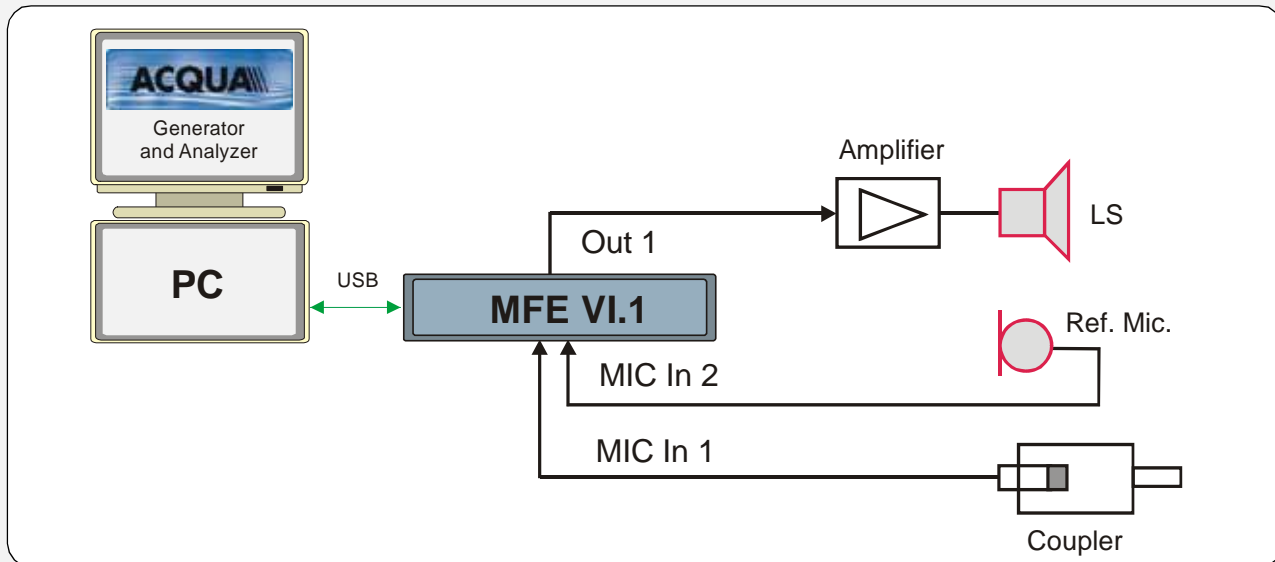 ACQUA
Generator
and Analyzer
PC
USB
MFE VI.1
Out 1
Amplifier
LS
Ref. Mic.
MIC In 2
MIC In 1
Coupler